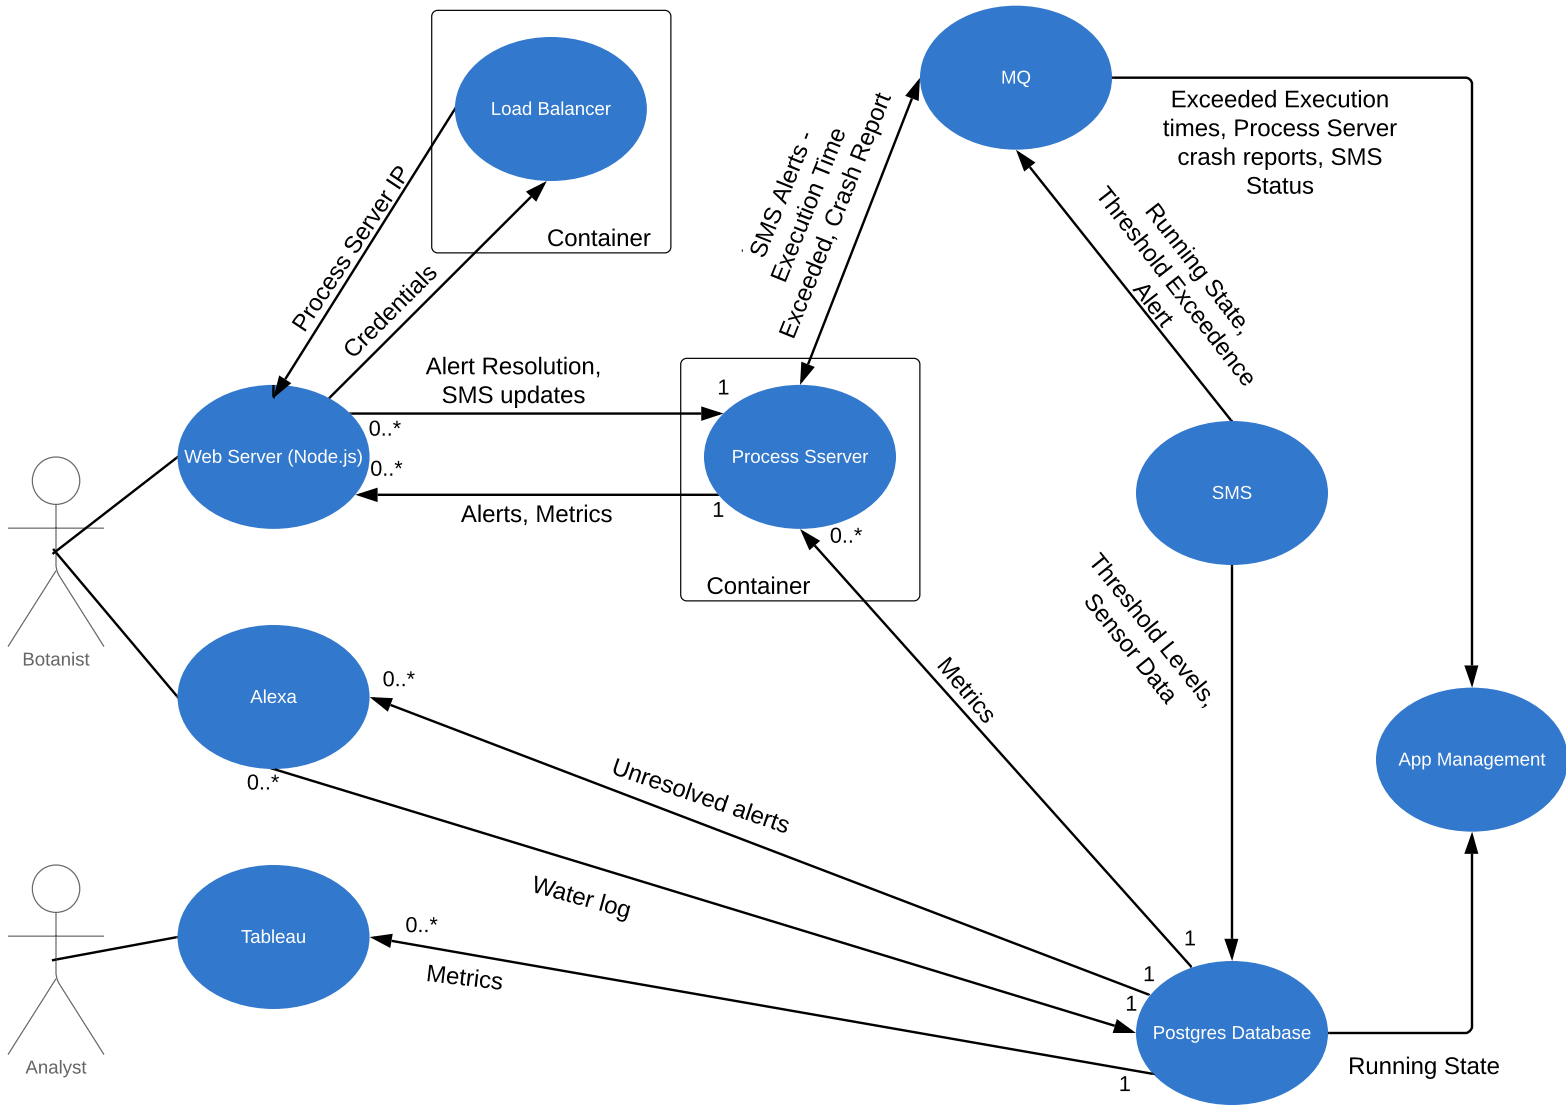 MQ
Load Balancer
Exceeded Execution
times, Process Server
crash reports, SMS
Status
SMS Alerts -
Execution Time
Exceeded, Crash Report
Process Server IP
Container
Credentials
Running State,
Threshold Exceedence
Alert
Alert Resolution,
SMS updates
1
0..*
Web Server (Node.js)
0..*
Process Sserver
SMS
Alerts, Metrics
1
0..*
Container
Threshold Levels,
Sensor Data
Botanist
Alexa
0..*
Metrics
App Management
0..*
Unresolved alerts
Water log
Tableau
0..*
Metrics
1
1
1
Postgres Database
1
Running State
Analyst